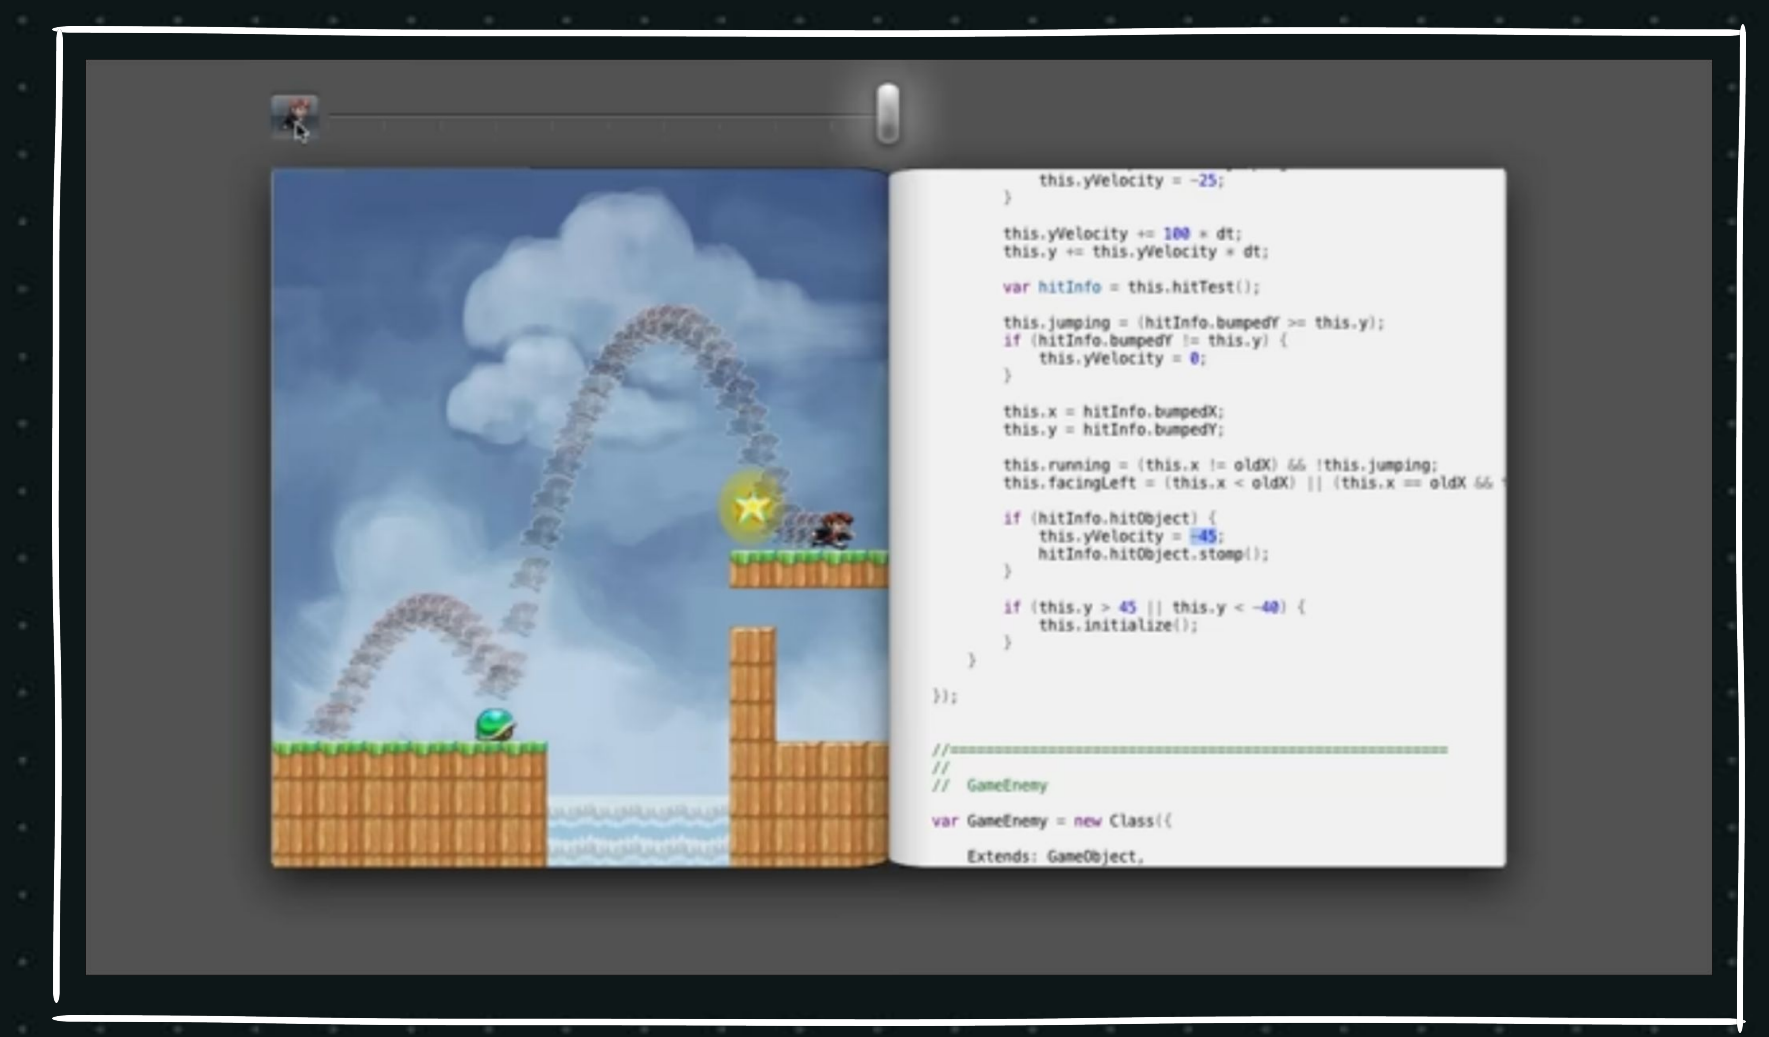 this.yVelocity = -25;
}
this.yVelocity += 100 * dt;
this.y += this.yVelocity * dt;
var hitInfo = this.hitTest();
this.jumping = (hitInfo.bumpedY >= this.y);
if (hitInfo.bumpedY != this.y) {
this.yVelocity = 0;
}
this.x = hitInfo.bumpedX;
this.y = hitInfo.bumpedY;
this.running = (this.x != oldX) && !this.jumping;
this.facingLeft = (this.x < oldX) || (this.x == oldX &&
if (hitInfo.hitObject) {
this.yVelocity = -45;
hitInfo.hitObject.stomp();
}
if (this.y > 45 || this.y < -40) {
this.initialize();
}
}
});
//========================================================
//
// GameEnemy
var GameEnemy = new Class({
Extends: GameObject,